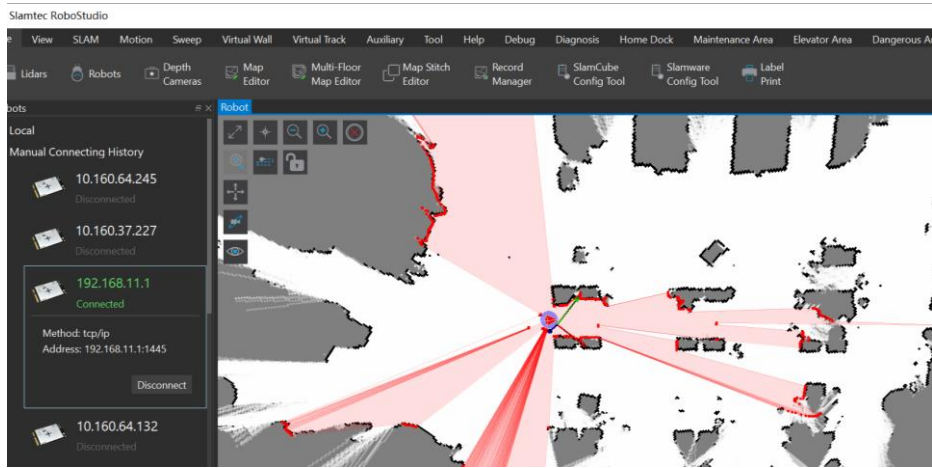 Slamtec RoboStudio
View SLAM Motion Sweep Virtual Wall Virtual Track Auxiliary Tool Help Debug Diagnosis Home Dock Maintenance Area Elevator Area Dangerous
Lidars Robots Depth Cameras Map Editor Multi-Floor Map Editor Map Stitch Editor Record Manager SlamCube Config Tool Slamware Config Tool Label Print
Robot
Local
Manual Connecting History
10.160.64.245
Disconnected
10.160.37.227
Disconnected
192.168.11.1
Connected
Method: tcp/ip
Address: 192.168.11.1:1445
Disconnect
10.160.64.132
Disconnected